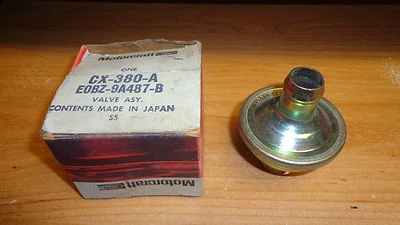 Motorcraft
ONE
CX-380-A
E0BZ-9A487-B
VALVE ASY.
CONTENTS MADE IN JAPAN
S5
Motorcraft